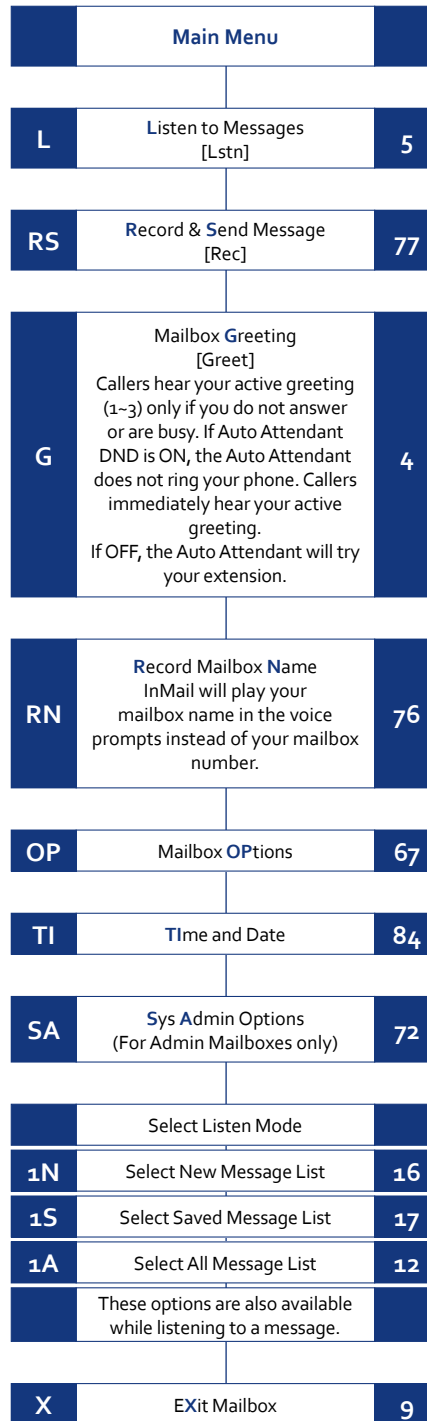 Main Menu
L Listen to Messages 5
[Lstn]
RS Record & Send Message 77
[Rec]
Mailbox Greeting
[Greet]
Callers hear your active greeting
(1~3) only if you do not answer
or are busy. If Auto Attendant
G DND is ON, the Auto Attendant 4
does not ring your phone. Callers
immediately hear your active
greeting.
If OFF, the Auto Attendant will try
your extension.
Record Mailbox Name
InMail will play your
RN mailbox name in the voice 76
prompts instead of your mailbox
number.
OP Mailbox OPtions 67
TI TIme and Date 84
SA Sys Admin Options 72
(For Admin Mailboxes only)
Select Listen Mode
1N Select New Message List 16
1S Select Saved Message List 17
1A Select All Message List 12
These options are also available
while listening to a message.
X EXit Mailbox 9